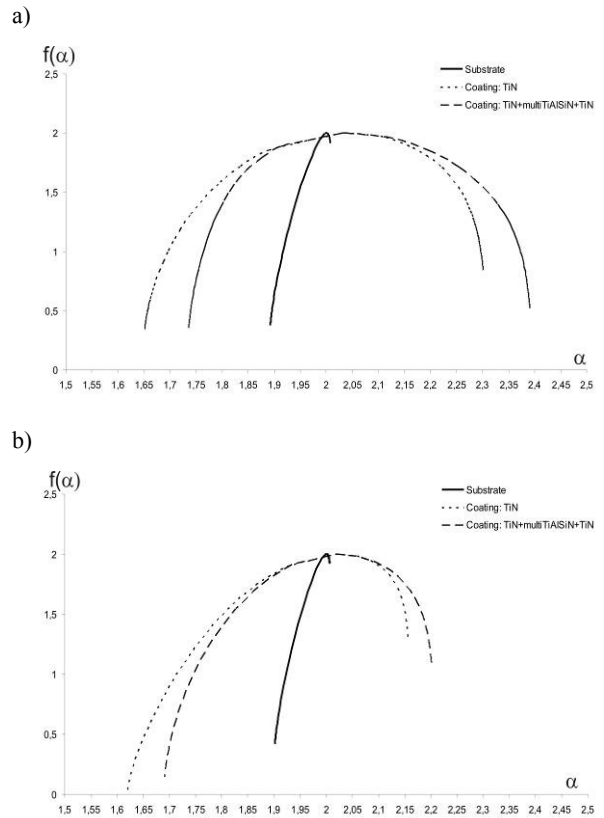 a)
f(α)
2,5
2
1,5
1
0,5
0
Substrate
Coating: TiN
Coating: TiN+multiTiAlSiN+TiN
α
1,5 1,55 1,6 1,65 1,7 1,75 1,8 1,85 1,9 1,95 2 2,05 2,1 2,15 2,2 2,25 2,3 2,35 2,4 2,45 2,5
b)
f(α)
2,5
2
1,5
1
0,5
0
Substrate
Coating: TiN
Coating: TiN+multiTiAlSiN+TiN
α
1,5 1,55 1,6 1,65 1,7 1,75 1,8 1,85 1,9 1,95 2 2,05 2,1 2,15 2,2 2,25 2,3 2,35 2,4 2,45 2,5